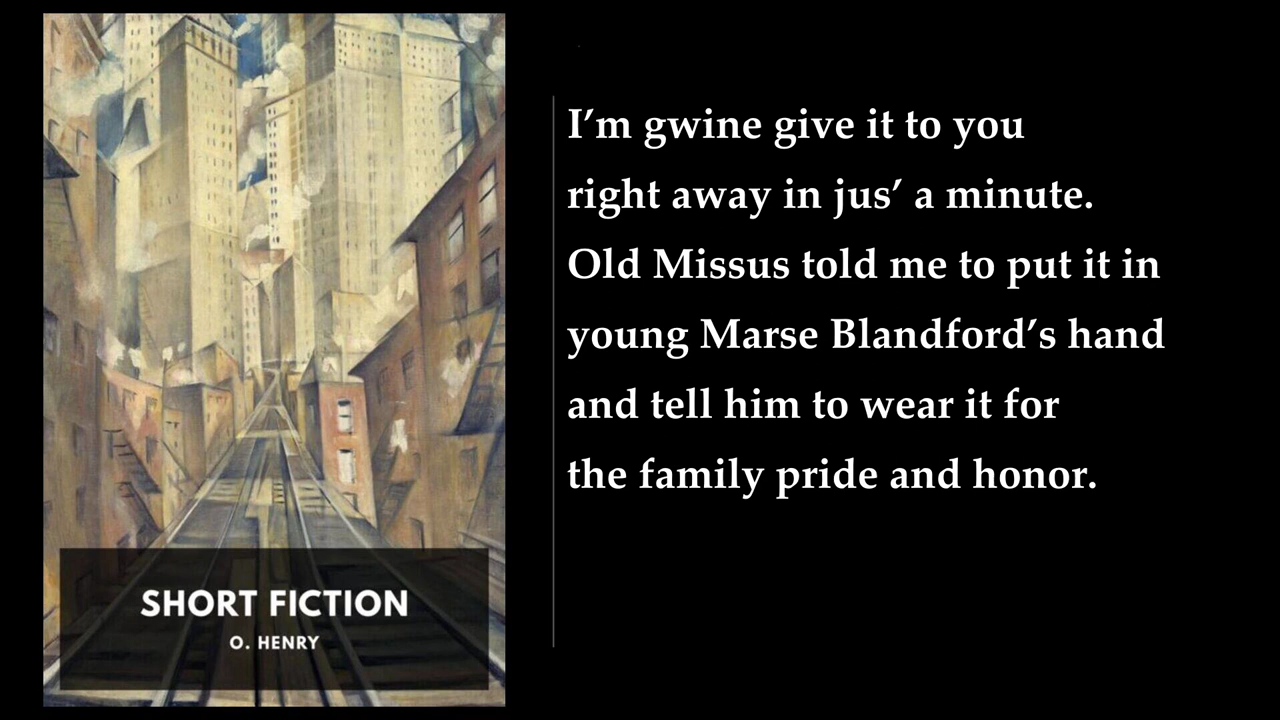 I’m gwine give it to you
right away in jus’ a minute.
Old Missus told me to put it in
young Marse Blandford’s hand
and tell him to wear it for
the family pride and honor.
SHORT FICTION
O. HENRY